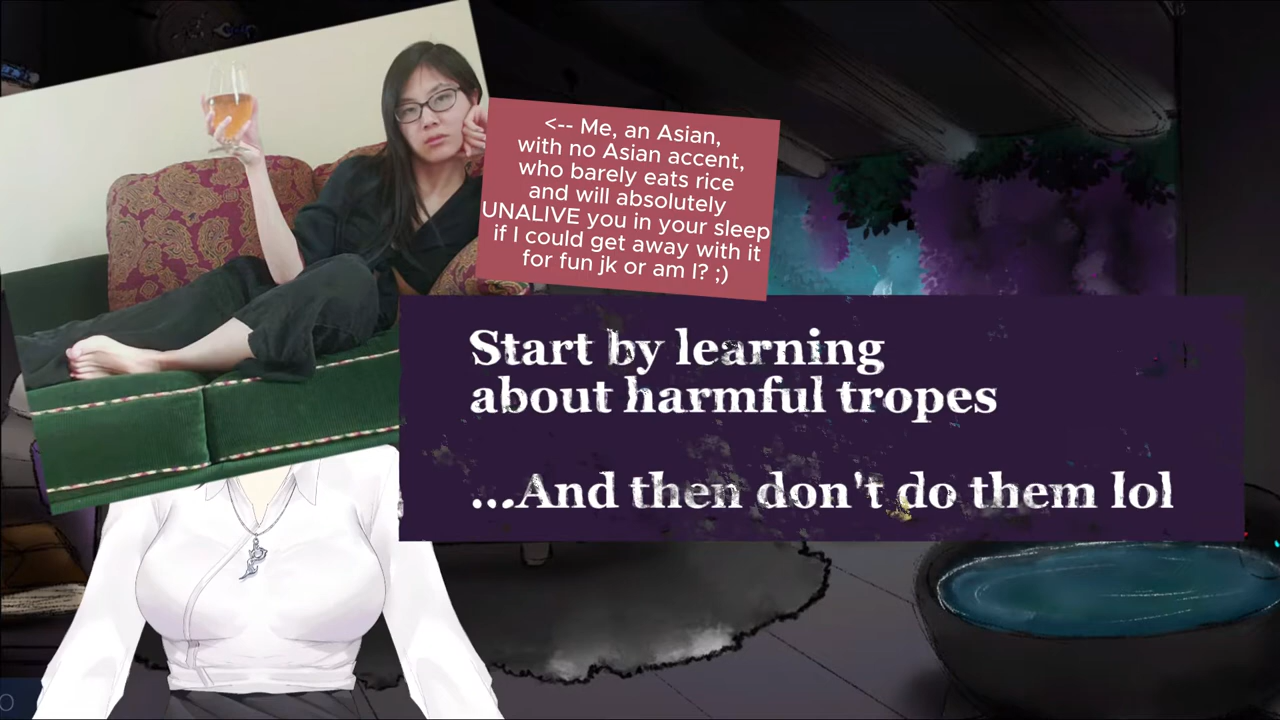 <-- Me, an Asian,
with no Asian accent,
who barely eats rice
and will absolutely
UNALIVE you in your sleep
if I could get away with it
for fun jk or am I? ;)
Start by learning
about harmful tropes
...And then don't do them lol